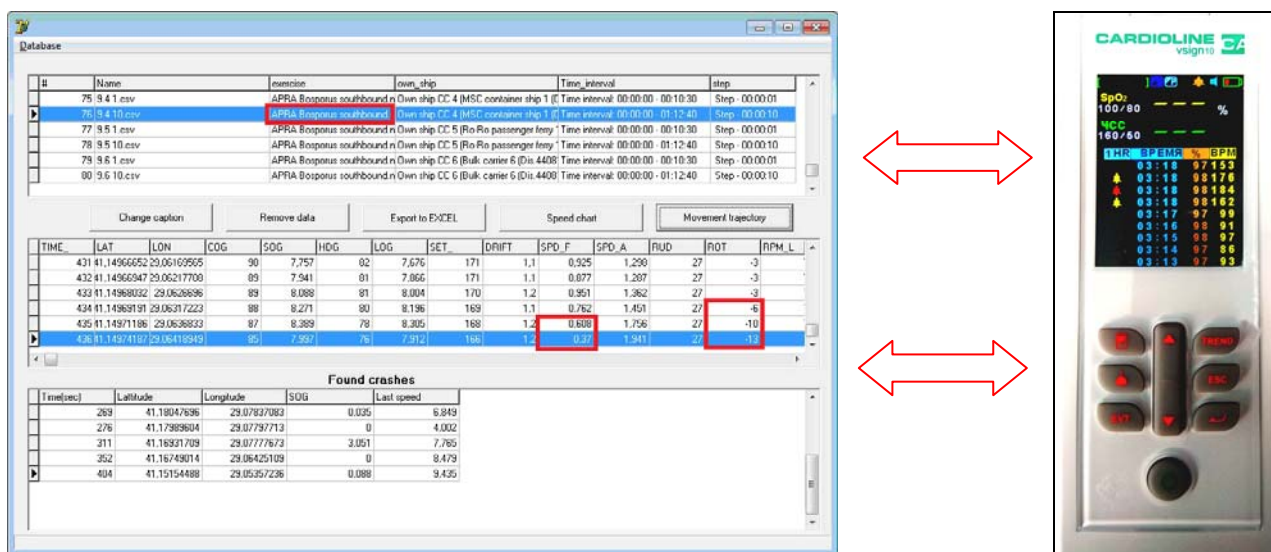 Database
# Name exercise own_ship Time_interval step
75 9.4 1.csv APRA Bosporus southbound.n Own ship CC 4 (MSC container ship 1 (D Time interval: 00:00:00 - 00:10:30 Step - 00:00:01
76 9.4 10.csv APRA Bosporus southbound Own ship CC 4 (MSC container ship 1 (D Time interval: 00:00:00 - 01:12:40 Step - 00:00:10
77 9.5 1.csv APRA Bosporus southbound.n Own ship CC 5 (Ro-Ro passenger ferry Time interval: 00:00:00 - 00:10:30 Step - 00:00:01
78 9.5 10.csv APRA Bosporus southbound.n Own ship CC 5 (Ro-Ro passenger ferry Time interval: 00:00:00 - 01:12:40 Step - 00:00:10
79 9.6 1.csv APRA Bosporus southbound.n Own ship CC 6 (Bulk carrier 6 (Dis.4408 Time interval: 00:00:00 - 00:10:30 Step - 00:00:01
80 9.6 10.csv APRA Bosporus southbound.n Own ship CC 6 (Bulk carrier 6 (Dis.4408 Time interval: 00:00:00 - 01:12:40 Step - 00:00:10
Change caption Remove data Export to EXCEL Speed chart Movement trajectory
TIME_ LAT LON COG SOG HDG LOG SET_ DRIFT SPD_F SPD_A RUD ROT RPM_L
431 41,14966652 29,06169565 90 7,757 82 7,676 171 1,1 0,925 1,290 27 -3
432 41,14966947 29,06217708 89 7,941 81 7,866 171 1,1 0,877 1,287 27 -3
433 41,14968032 29,0628696 89 8,088 81 8,004 170 1,2 0,951 1,362 27 -3
434 41,14969191 29,06317223 88 8,271 80 8,196 169 1,1 0,762 1,451 27 -6
435 41,14971186 29,0636833 87 8,389 78 8,305 168 1,2 0,608 1,756 27 -10
436 41,14974187 29,06418949 85 7,997 76 7,912 166 1,2 0,37 1,941 27 -13
Found crashes
Time(sec) Lattitude Longitude SOG Last speed
269 41,18047696 29,07837083 0.035 6.849
276 41,17989604 29,07797713 0 4.002
311 41,16931709 29,07777673 3.051 7.765
352 41,16749014 29,06425109 0 8.479
404 41,15154488 29,05357236 0.088 9.435
CARDIOLINE
vsign10
SpO2
100/80 --- %
ЧСС
160/60 ---
1HR ВРЕМЯ % BPM
03:18 97 153
03:18 98 176
03:18 98 184
03:18 98 162
03:17 97 99
03:16 98 91
03:15 98 97
03:14 97 86
03:13 97 93
TREND
ESC